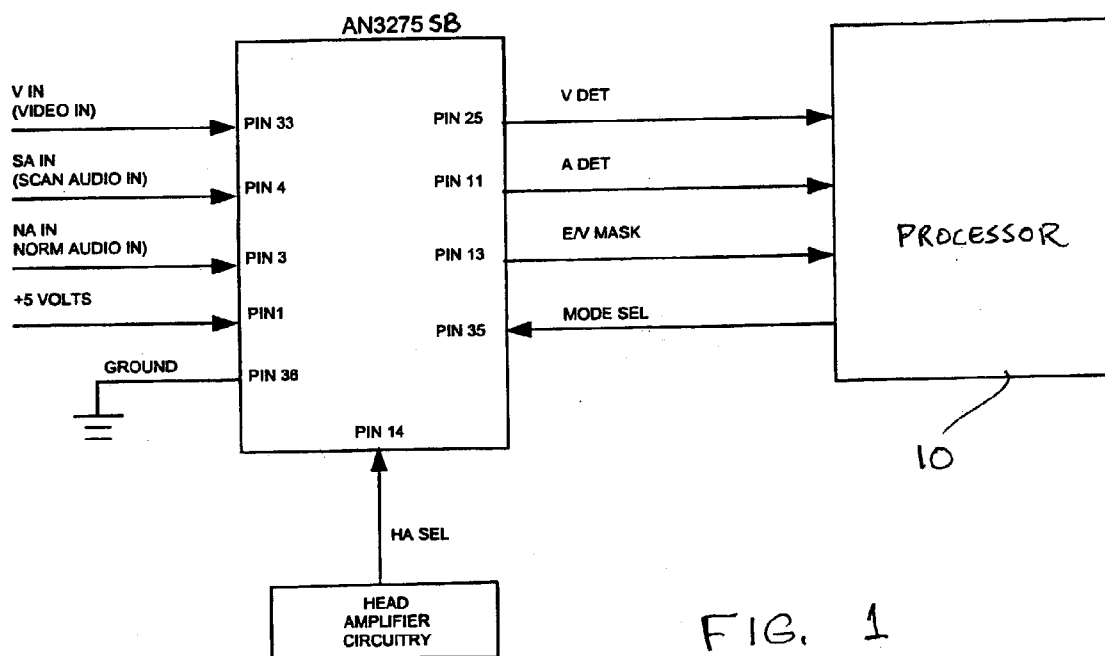 AN3275 SB
V IN
(VIDEO IN)
PIN 33
PIN 25
V DET
SA IN
(SCAN AUDIO IN)
PIN 4
PIN 11
A DET
NA IN
NORM AUDIO IN)
PIN 3
PIN 13
E/V MASK
PROCESSOR
+5 VOLTS
PIN1
PIN 35
MODE SEL
GROUND
PIN 36
PIN 14
10
HA SEL
HEAD
AMPLIFIER
CIRCUITRY
FIG. 1